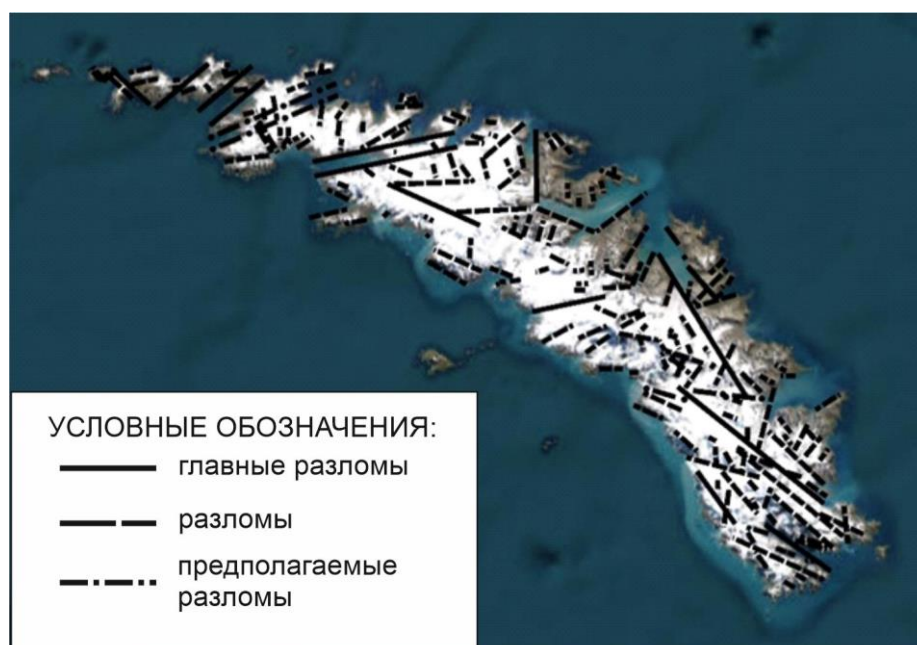 УСЛОВНЫЕ ОБОЗНАЧЕНИЯ:
главные разломы
разломы
предполагаемые
разломы